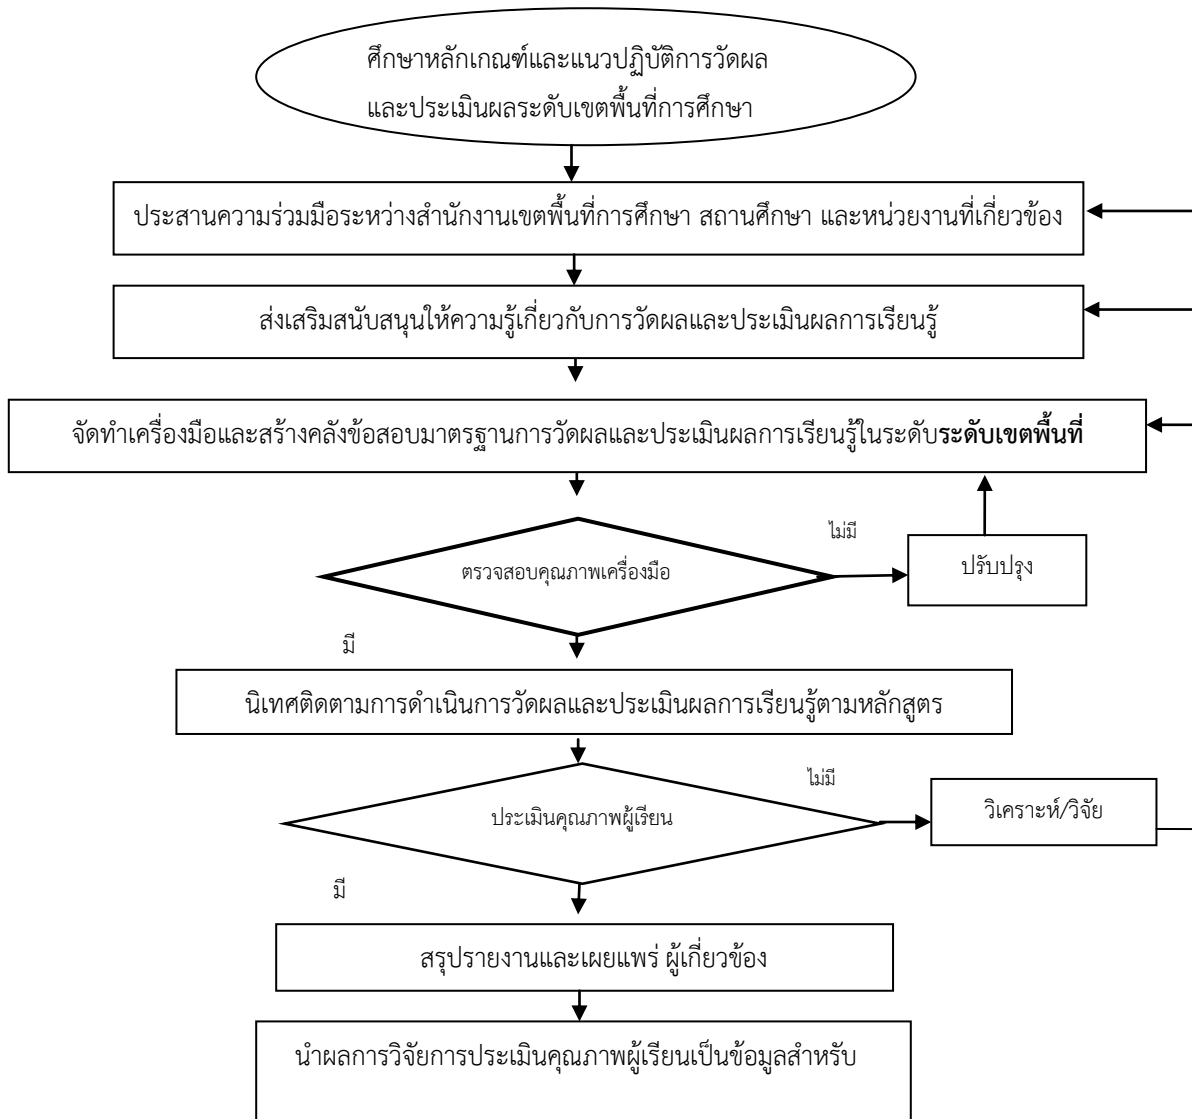 ศึกษาหลักเกณฑ์และแนวปฏิบัติการวัดผล
และประเมินผลระดับเขตพื้นที่การศึกษา
ประสานความร่วมมือระหว่างสำนักงานเขตพื้นที่การศึกษา สถานศึกษา และหน่วยงานที่เกี่ยวข้อง
ส่งเสริมสนับสนุนให้ความรู้เกี่ยวกับการวัดผลและประเมินผลการเรียนรู้
จัดทำเครื่องมือและสร้างคลังข้อสอบมาตรฐานการวัดผลและประเมินผลการเรียนรู้ในระดับระดับเขตพื้นที่
ไม่มี
ตรวจสอบคุณภาพเครื่องมือ
ปรับปรุง
มี
นิเทศติดตามการดำเนินการวัดผลและประเมินผลการเรียนรู้ตามหลักสูตร
ไม่มี
ประเมินคุณภาพผู้เรียน
วิเคราะห์/วิจัย
มี
สรุปรายงานและเผยแพร่ ผู้เกี่ยวข้อง
นำผลการวิจัยการประเมินคุณภาพผู้เรียนเป็นข้อมูลสำหรับ